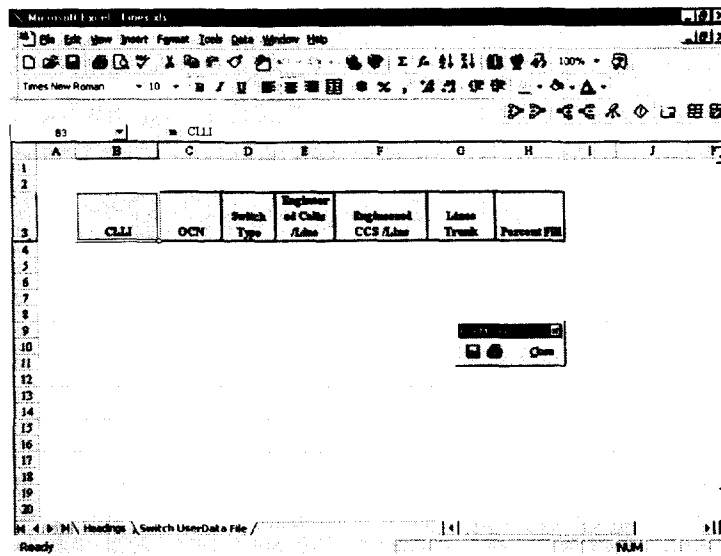 Microsoft Excel - Lines.xls
File Edit View Insert Format Tools Data Window Help
100%
Times New Roman 10 B I U $ % ,
B3 = CLLI
A B C D E F G H I J K
1
2
3 CLLI OCN Switch Type Engineered Calls /Line Engineered CCS /Line Lines Trunk Percent Fill
4
5
6
7
8
9
10 Close
11
12
13
14
15
16
17
18
19
20
Headings Switch UserData File
Ready NUM